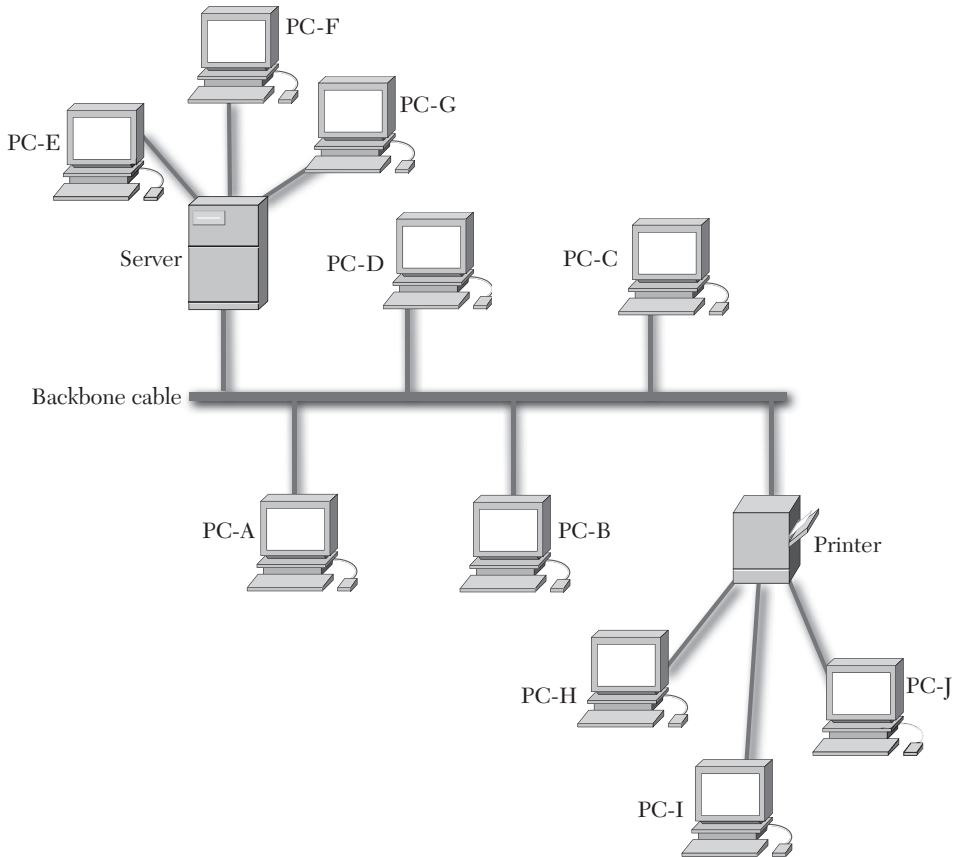 PC-F
PC-G
PC-E
Server
PC-D
PC-C
Backbone cable
PC-A
PC-B
Printer
PC-H
PC-J
PC-I